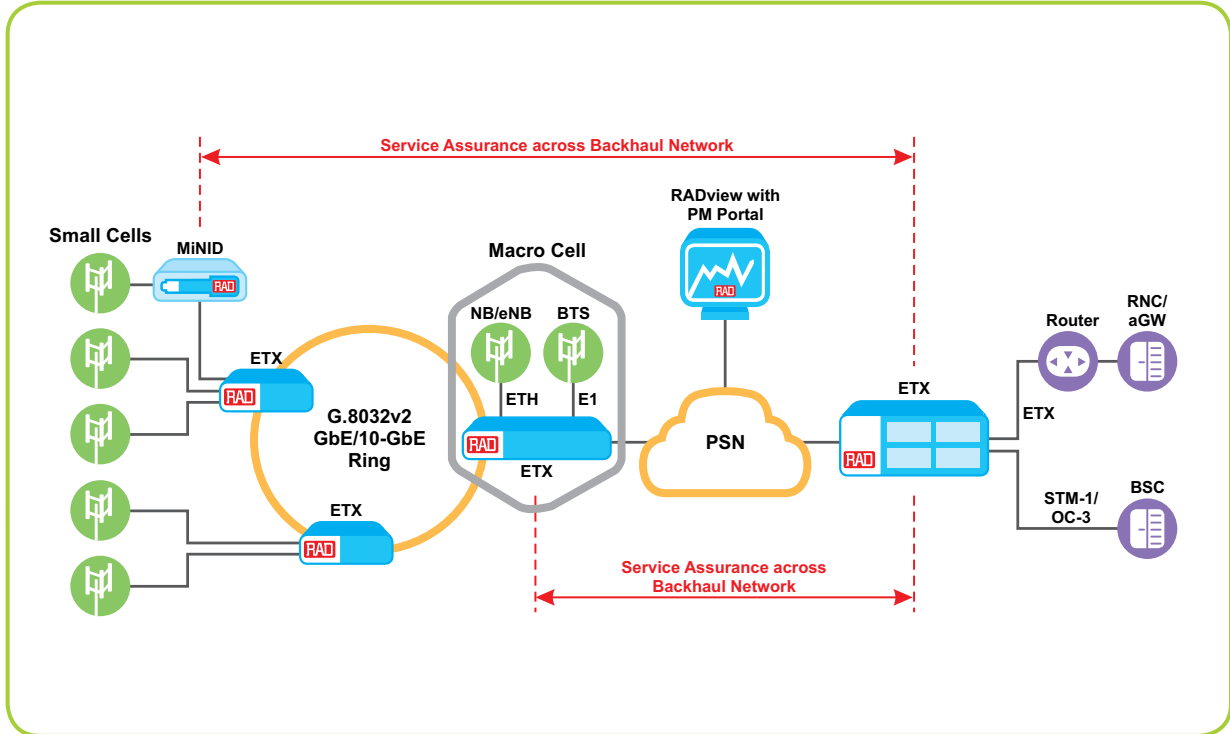 Service Assurance across Backhaul Network
RADview with
PM Portal
Small Cells
MiNID
RAD
Macro Cell
RAD
NB/eNB
BTS
RNC/
aGW
Router
ETX
RAD
ETH
E1
G.8032v2
GbE/10-GbE
Ring
RAD
ETX
PSN
ETX
RAD
ETX
STM-1/
OC-3
BSC
ETX
RAD
Service Assurance across
Backhaul Network